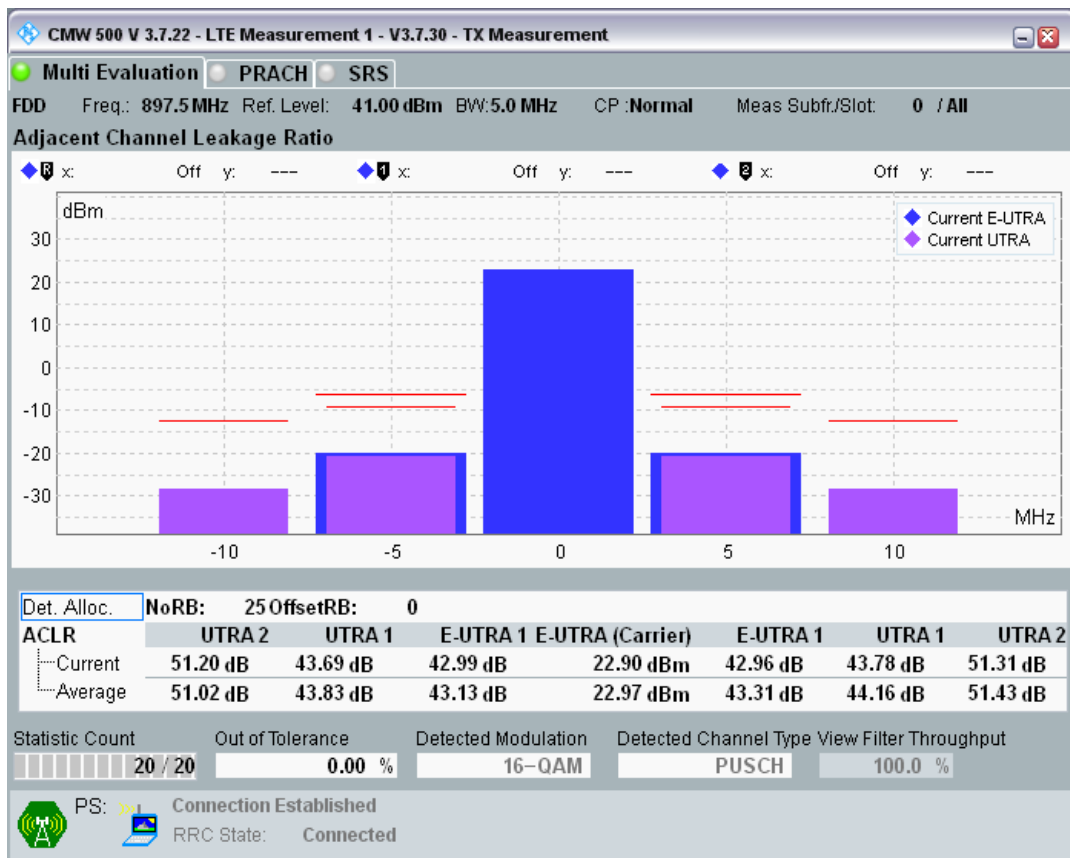 CMW 500 V 3.7.22 - LTE Measurement 1 - V3.7.30 - TX Measurement
Multi Evaluation PRACH SRS
FDD Freq.: 897.5 MHz Ref. Level: 41.00 dBm BW:5.0 MHz CP :Normal Meas Subfr./Slot: 0 / All
Adjacent Channel Leakage Ratio
R x: Off y: --- 1 x: Off y: --- 2 x: Off y: ---
dBm
Current E-UTRA
Current UTRA
30
20
10
0
-10
-20
-30
MHz
-10 -5 0 5 10
Det. Alloc. NoRB: 25 OffsetRB: 0
ACLR UTRA 2 UTRA 1 E-UTRA 1 E-UTRA (Carrier) E-UTRA 1 UTRA 1 UTRA 2
Current 51.20 dB 43.69 dB 42.99 dB 22.90 dBm 42.96 dB 43.78 dB 51.31 dB
Average 51.02 dB 43.83 dB 43.13 dB 22.97 dBm 43.31 dB 44.16 dB 51.43 dB
Statistic Count Out of Tolerance Detected Modulation Detected Channel Type View Filter Throughput
20 / 20 0.00 % 16-QAM PUSCH 100.0 %
PS: Connection Established
RRC State: Connected